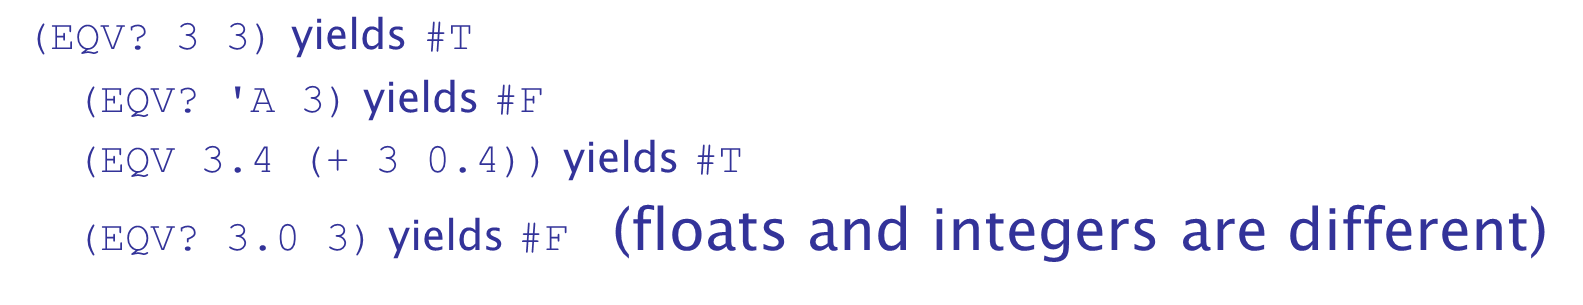 (EQV? 3 3) yields #T
(EQV? 'A 3) yields #F
(EQV 3.4 (+ 3 0.4)) yields #T
(EQV? 3.0 3) yields #F (floats and integers are different)